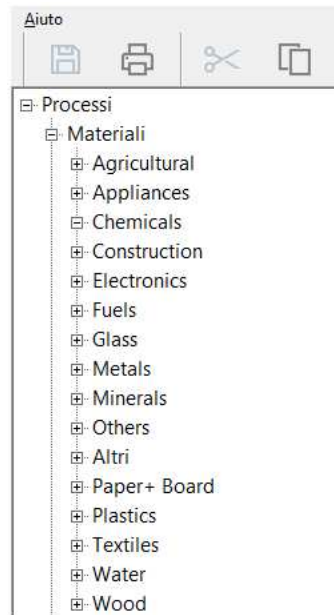 Aiuto
Processi
Materiali
Agricultural
Appliances
Chemicals
Construction
Electronics
Fuels
Glass
Metals
Minerals
Others
Altri
Paper+ Board
Plastics
Textiles
Water
Wood